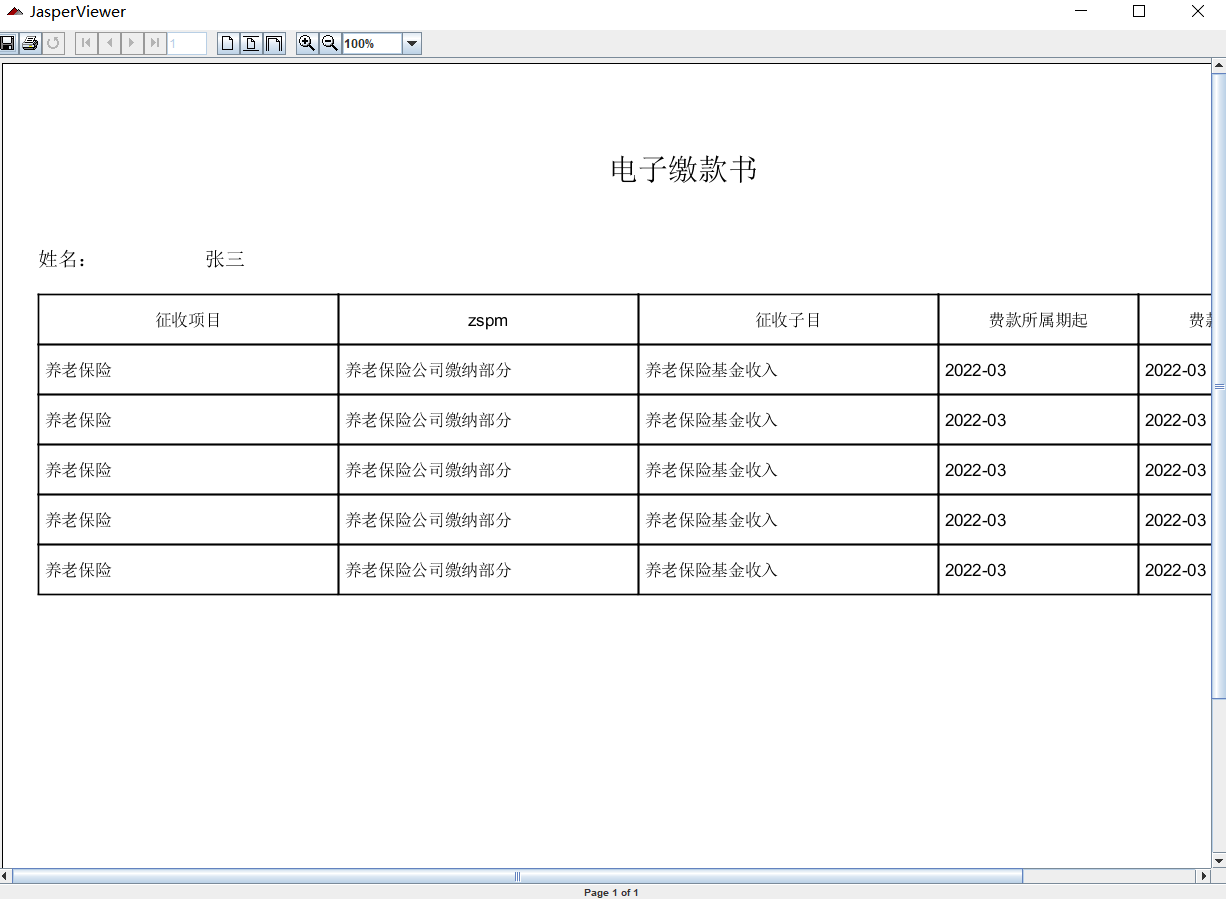 JasperViewer
1 100%
电子缴款书
姓名： 张三
征收项目 zspm 征收子目 费款所属期起 费
养老保险 养老保险公司缴纳部分 养老保险基金收入 2022-03 2022-03
养老保险 养老保险公司缴纳部分 养老保险基金收入 2022-03 2022-03
养老保险 养老保险公司缴纳部分 养老保险基金收入 2022-03 2022-03
养老保险 养老保险公司缴纳部分 养老保险基金收入 2022-03 2022-03
养老保险 养老保险公司缴纳部分 养老保险基金收入 2022-03 2022-03
Page 1 of 1